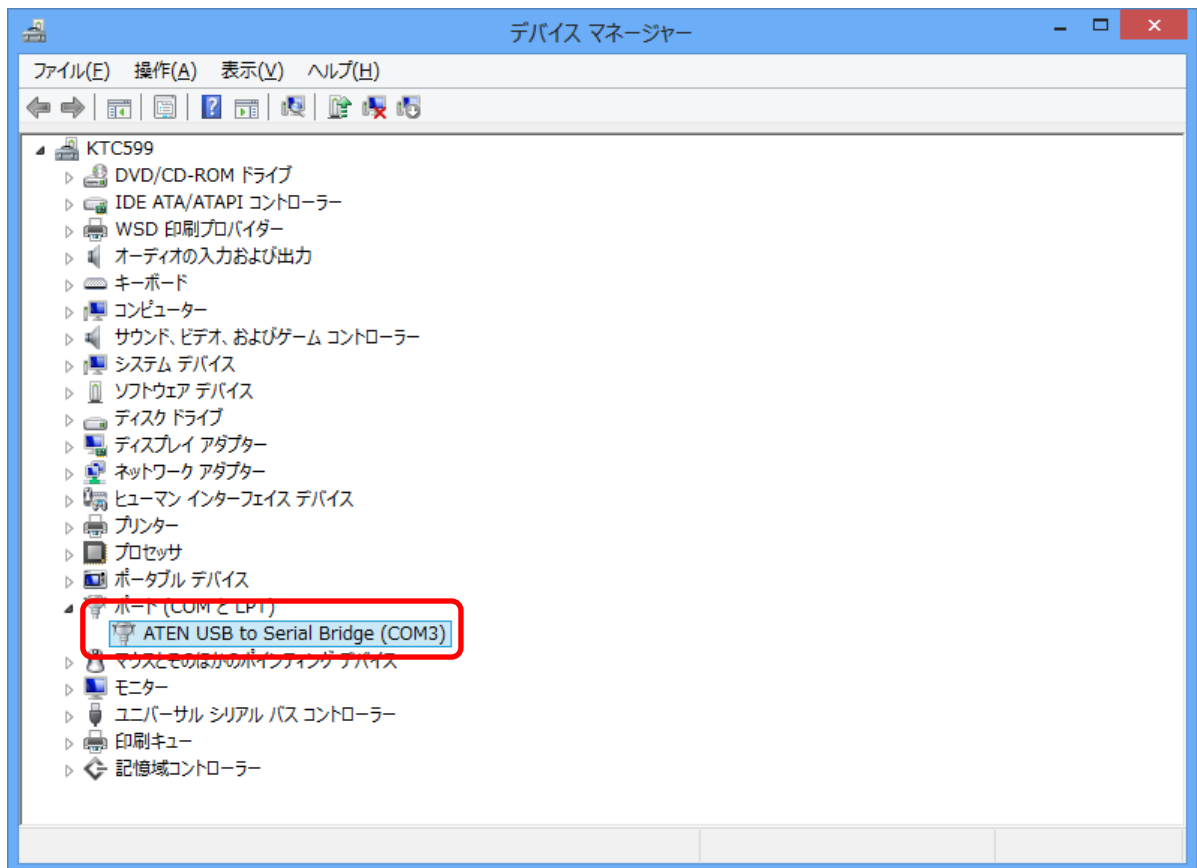 デバイス マネージャー
ファイル(F) 操作(A) 表示(V) ヘルプ(H)
KTC599
DVD/CD-ROM ドライブ
IDE ATA/ATAPI コントローラー
WSD 印刷プロバイダー
オーディオの入力および出力
キーボード
コンピューター
サウンド、ビデオ、およびゲーム コントローラー
システム デバイス
ソフトウェア デバイス
ディスク ドライブ
ディスプレイ アダプター
ネットワーク アダプター
ヒューマン インターフェイス デバイス
プリンター
プロセッサ
ポータブル デバイス
ポート (COM と LPT)
ATEN USB to Serial Bridge (COM3)
マウスとそのほかのポインティング デバイス
モニター
ユニバーサル シリアル バス コントローラー
印刷キュー
記憶域コントローラー